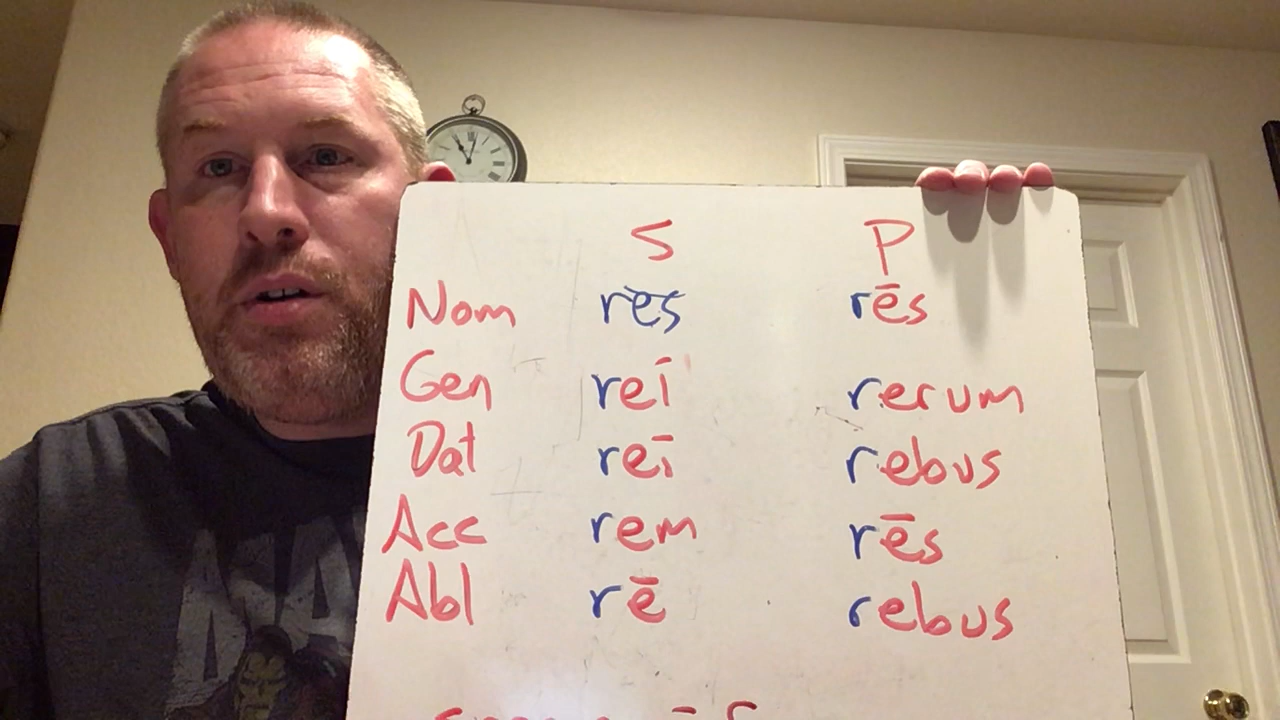 S P
Nom rēs rēs
Gen reī rerum
Dat reī rebus
Acc rem rēs
Abl rē rebus